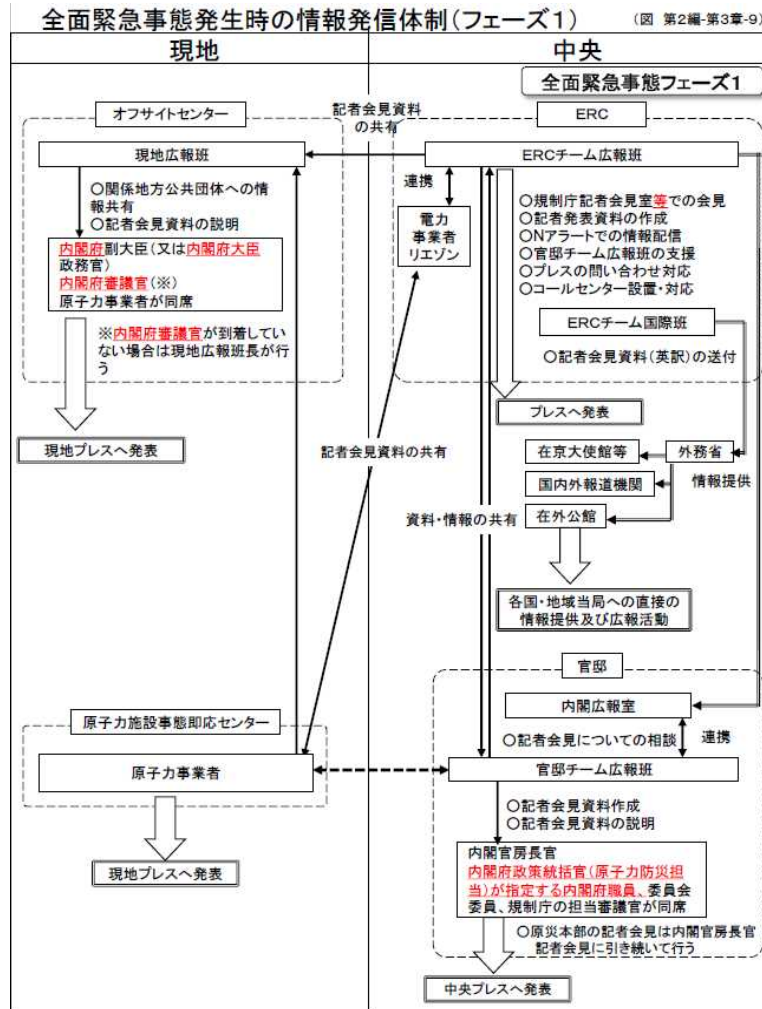 全面緊急事態発生時の情報発信体制(フェーズ1)
(図 第2編-第3章-9)
現地
中央
全面緊急事態フェーズ1
オフサイトセンター
記者会見資料
の共有
ERC
現地広報班
ERCチーム広報班
○関係地方公共団体への情
報共有
○記者会見資料の説明
連携
電力
事業者
リエゾン
○規制庁記者会見室等での会見
○記者発表資料の作成
○Nアラートでの情報配信
○官邸チーム広報班の支援
○プレスの問い合わせ対応
○コールセンター設置・対応
内閣府副大臣(又は内閣府大臣
政務官)
内閣府審議官(※)
原子力事業者が同席
※内閣府審議官が到着してい
ない場合は現地広報班長が行
う
ERCチーム国際班
○記者会見資料(英訳)の送付
プレスへ発表
現地プレスへ発表
記者会見資料の共有
在京大使館等
外務省
国内外報道機関
情報提供
在外公館
資料・情報の共有
各国・地域当局への直接の
情報提供及び広報活動
官邸
内閣広報室
原子力施設事態即応センター
○記者会見についての相談
連携
原子力事業者
官邸チーム広報班
○記者会見資料作成
○記者会見資料の説明
現地プレスへ発表
内閣官房長官
内閣府政策統括官(原子力防災担
当)が指定する内閣府職員、委員会
委員、規制庁の担当審議官が同席
○原災本部の記者会見は内閣官房長官
記者会見に引き続いて行う
中央プレスへ発表